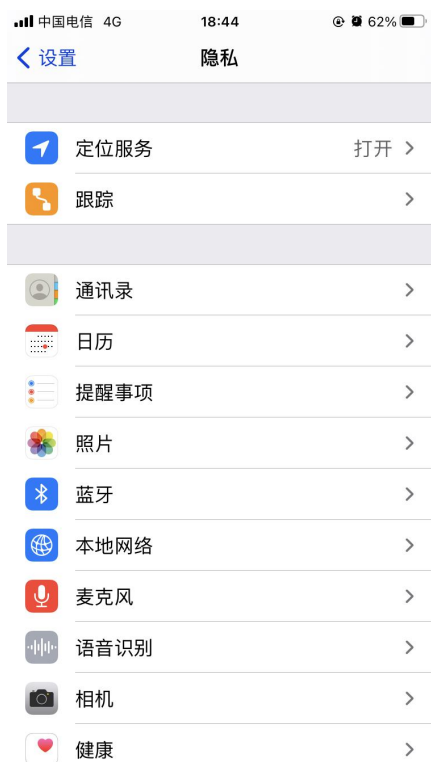 中国电信 4G 18:44 62%
设置 隐私
定位服务 打开
跟踪
通讯录
日历
提醒事项
照片
蓝牙
本地网络
麦克风
语音识别
相机
健康